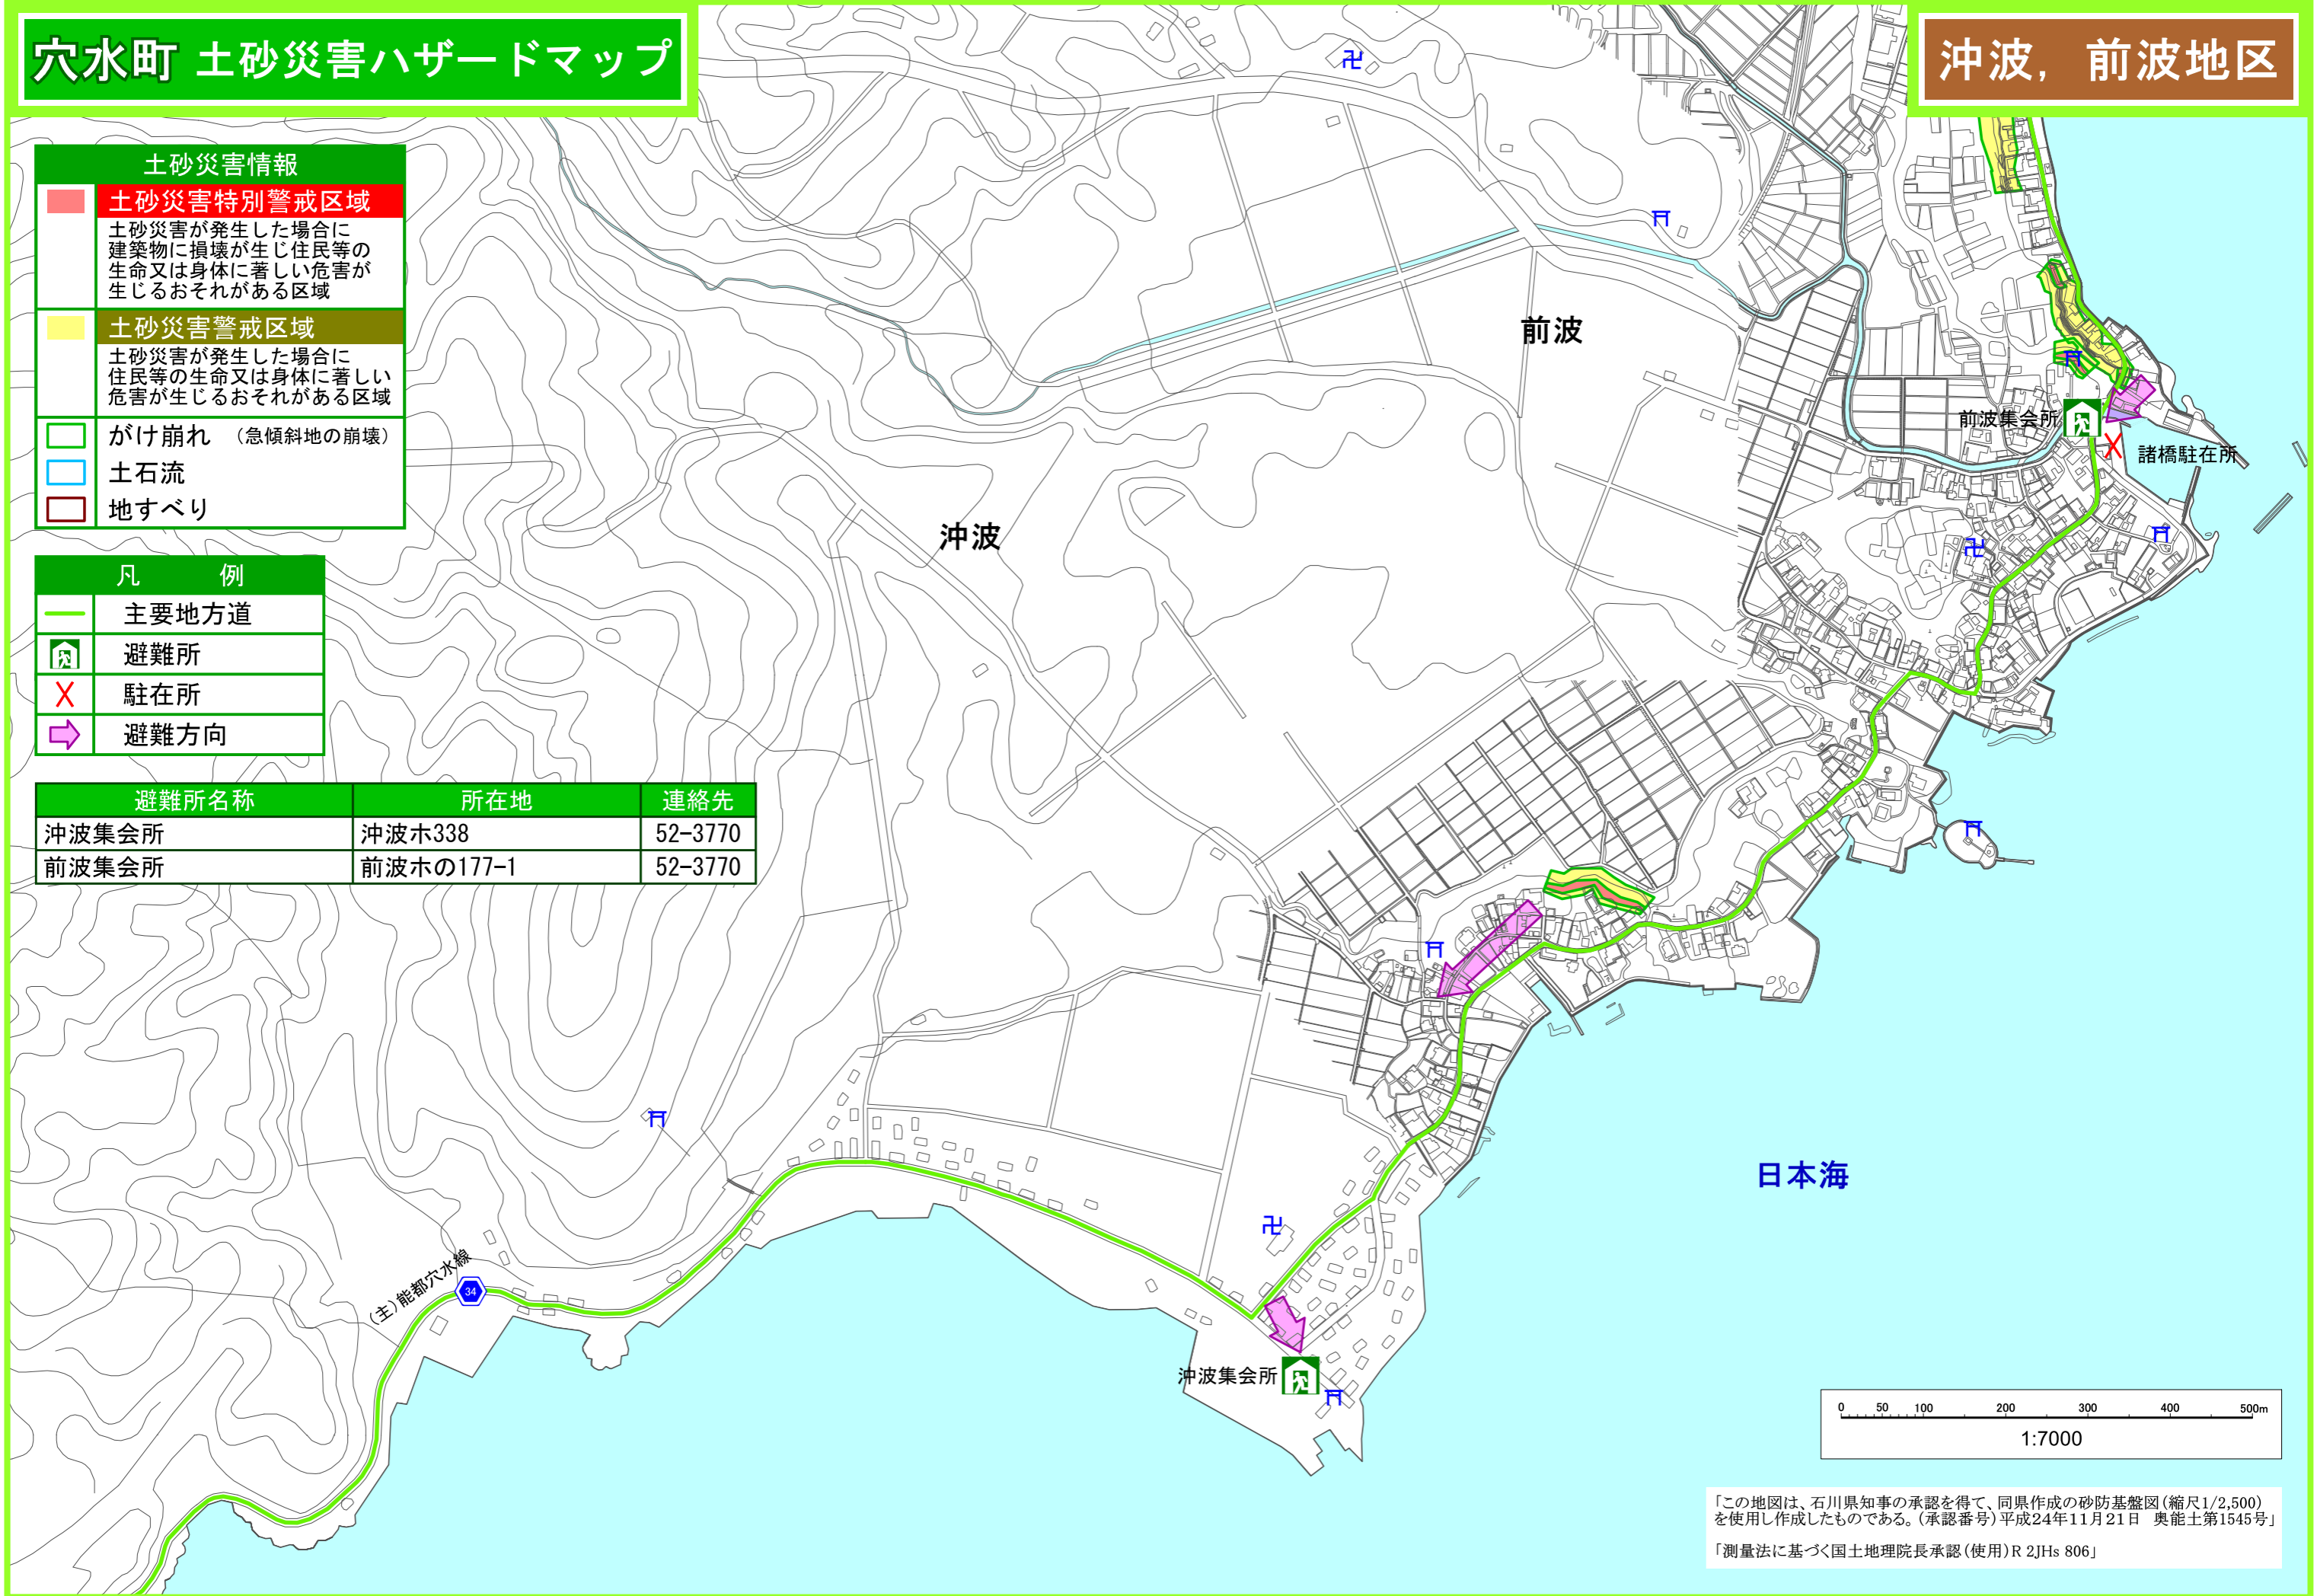 穴水町 土砂災害ハザードマップ
沖波，前波地区
土砂災害情報
土砂災害特別警戒区域
土砂災害が発生した場合に
建築物に損壊が生じ住民等の
生命又は身体に著しい危害が
生じるおそれがある区域
土砂災害警戒区域
土砂災害が発生した場合に
住民等の生命又は身体に著しい
危害が生じるおそれがある区域
がけ崩れ （急傾斜地の崩壊）
土石流
地すべり
凡 例
主要地方道
避難所
駐在所
避難方向
避難所名称 所在地 連絡先
沖波集会所 沖波ホ338 52-3770
前波集会所 前波ホの177-1 52-3770
前波
沖波
前波集会所
諸橋駐在所
日本海
沖波集会所
(主)能都穴水線
34
0 50 100 200 300 400 500m
1:7000
「この地図は、石川県知事の承認を得て、同県作成の砂防基盤図(縮尺1/2,500)
を使用し作成したものである。(承認番号)平成24年11月21日 奥能土第1545号」
「測量法に基づく国土地理院長承認(使用)R 2JHs 806」